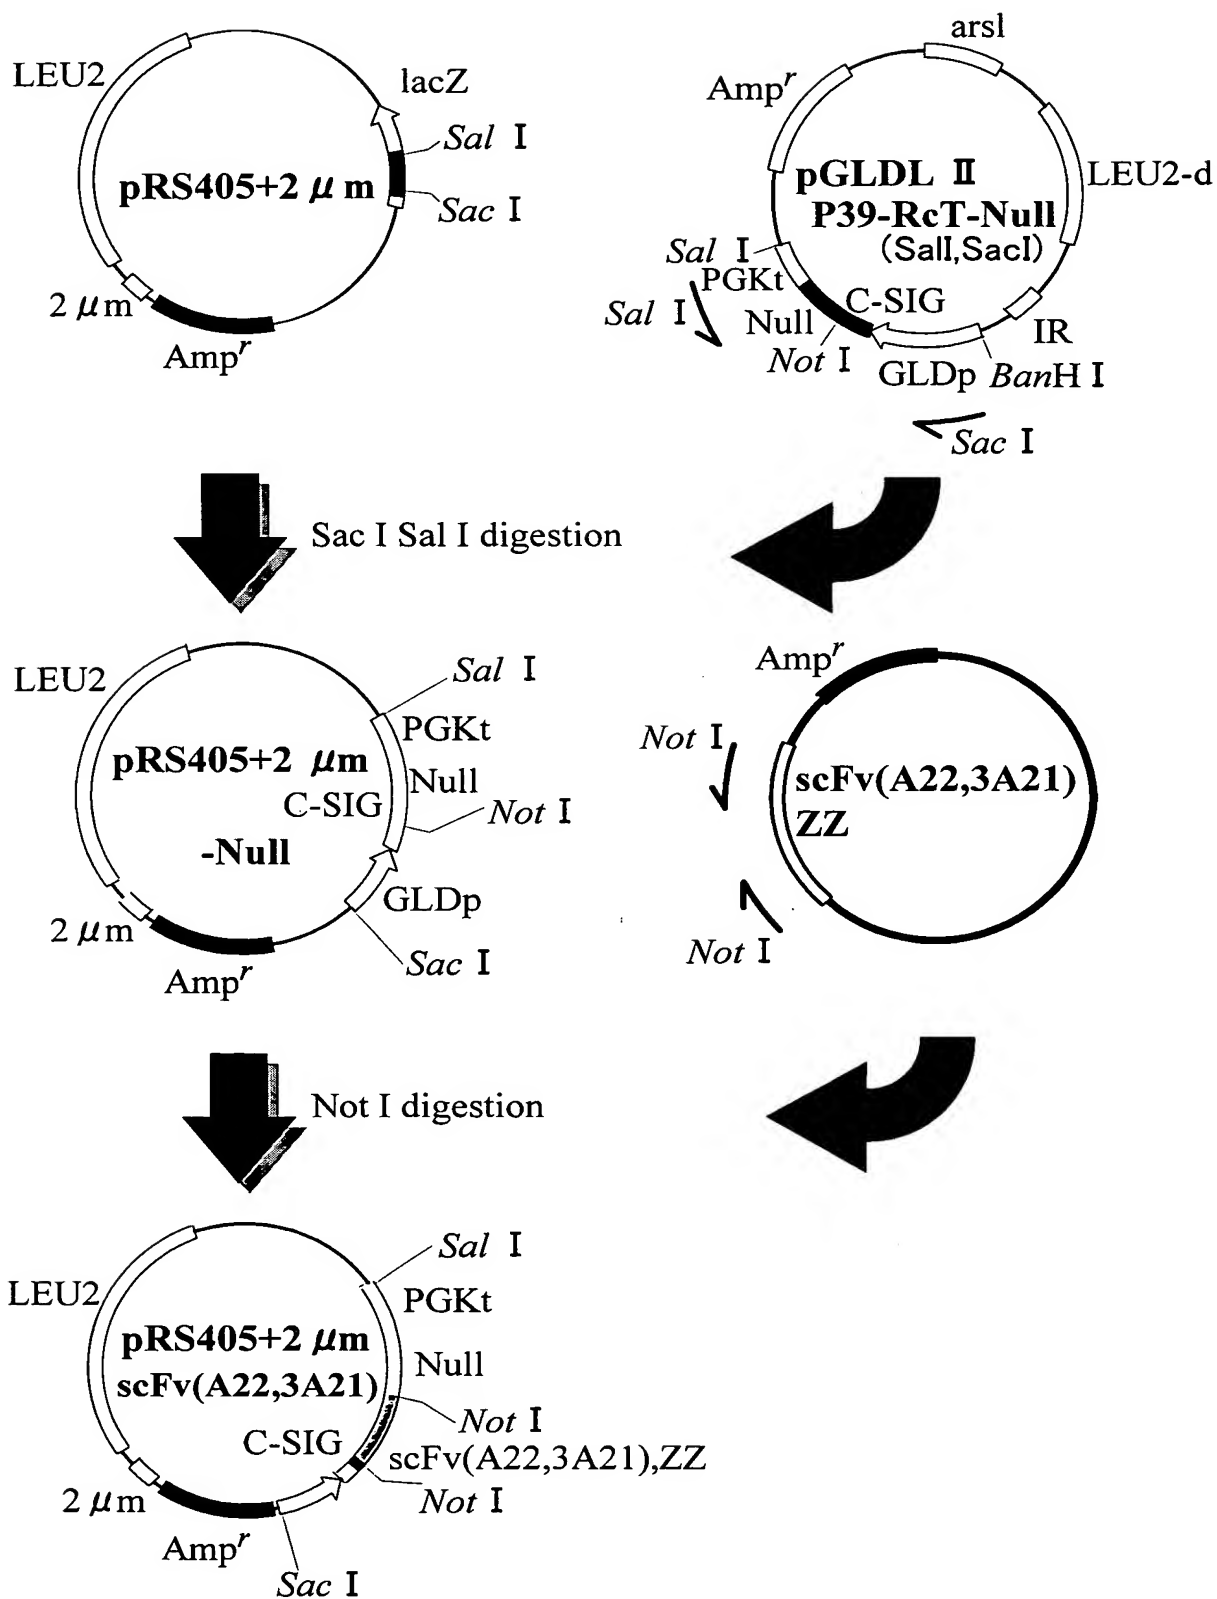 LEU2
lacZ
Sal I
pRS405+2 μm
Sac I
2 μm
Amp^r
arsI
Amp^r
pGLDL II
LEU2-d
P39-RcT-Null
(SalI,SacI)
Sal I
PGKt
C-SIG
Sal I
Null
IR
Not I
GLDp
BanH I
Sac I
Sac I Sal I digestion
LEU2
Sal I
PGKt
pRS405+2 μm
Null
C-SIG
Not I
-Null
GLDp
2 μm
Sac I
Amp^r
Amp^r
Not I
scFv(A22,3A21)
ZZ
Not I
Not I digestion
Sal I
LEU2
PGKt
pRS405+2 μm
Null
scFv(A22,3A21)
Not I
C-SIG
scFv(A22,3A21),ZZ
Not I
2 μm
Amp^r
Sac I